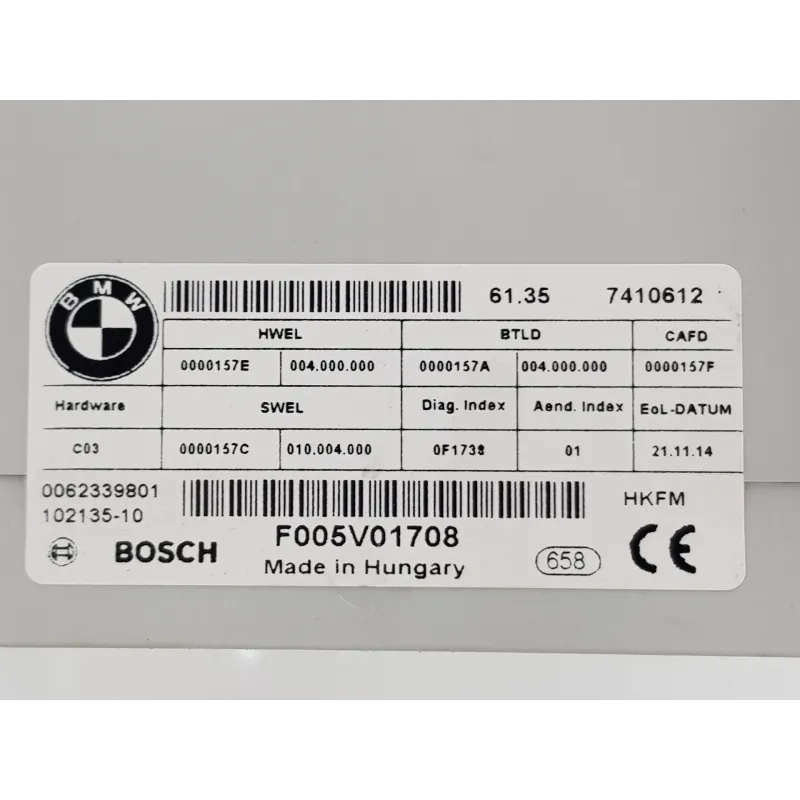 BMW
61.35 7410612
HWEL BTLD CAFD
0000157E 004.000.000 0000157A 004.000.000 0000157F
Hardware SWEL Diag. Index Aend. Index EoL-DATUM
C03 0000157C 010.004.000 0F1738 01 21.11.14
0062339801 HKFM
102135-10
BOSCH F005V01708
Made in Hungary 658 CE